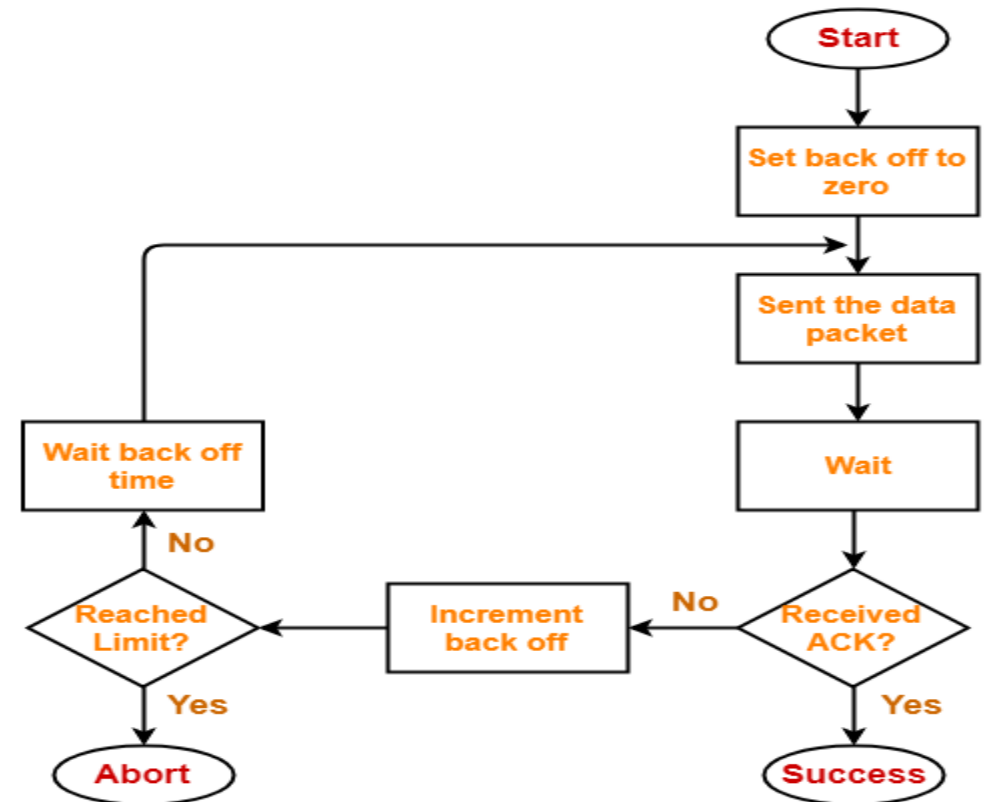 Start
Set back off to
zero
Sent the data
packet
Wait back off
time
Wait
No
Reached
Limit?
Increment
back off
No
Received
ACK?
Yes
Yes
Abort
Success